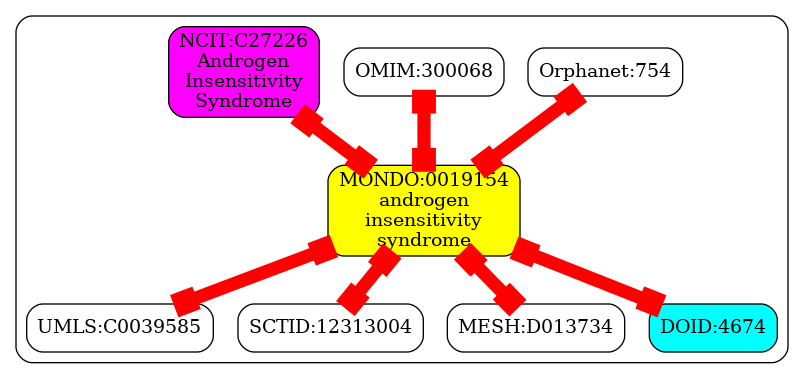 NCIT:C27226
Androgen
Insensitivity
Syndrome
OMIM:300068
Orphanet:754
MONDO:0019154
androgen
insensitivity
syndrome
UMLS:C0039585
SCTID:12313004
MESH:D013734
DOID:4674